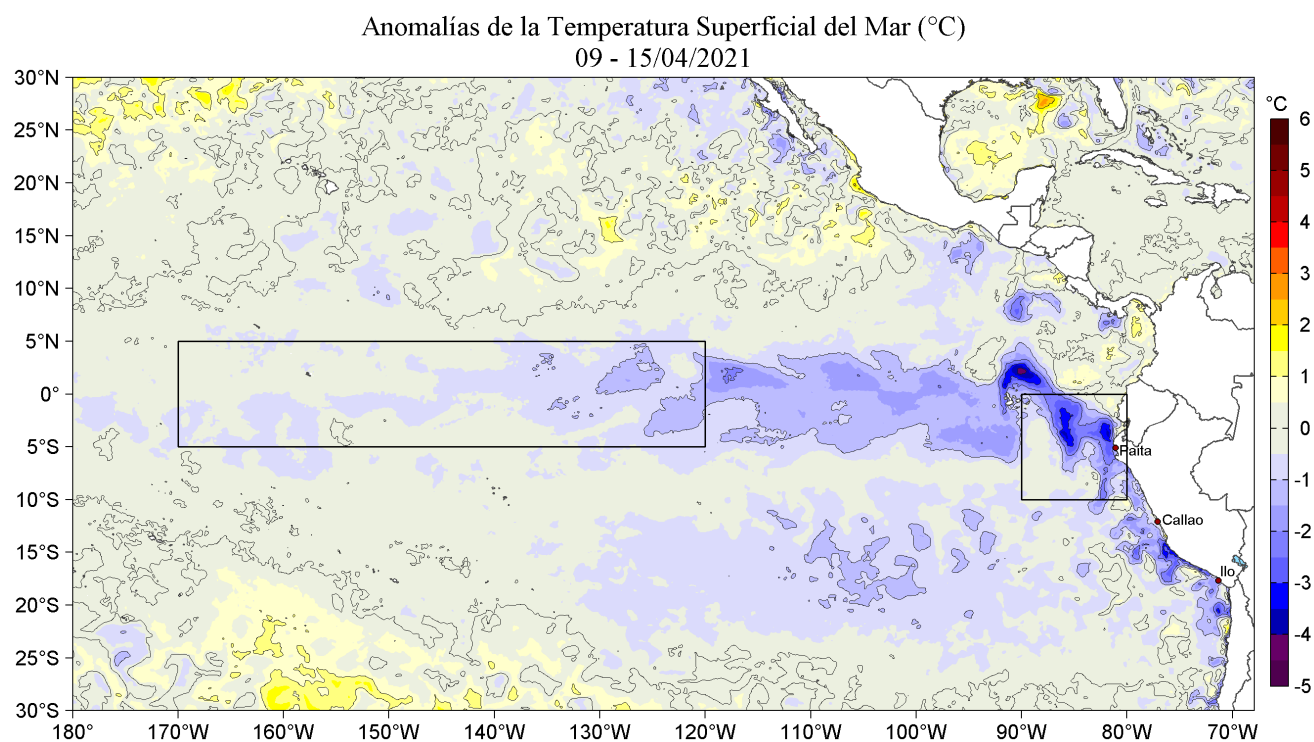 Anomalías de la Temperatura Superficial del Mar (°C)
09 - 15/04/2021
30°N
25°N
20°N
15°N
10°N
5°N
0°
5°S
10°S
15°S
20°S
25°S
30°S
180°
170°W
160°W
150°W
140°W
130°W
120°W
110°W
100°W
90°W
80°W
70°W
Paita
Callao
Ilo
°C
6
5
4
3
2
1
0
-1
-2
-3
-4
-5